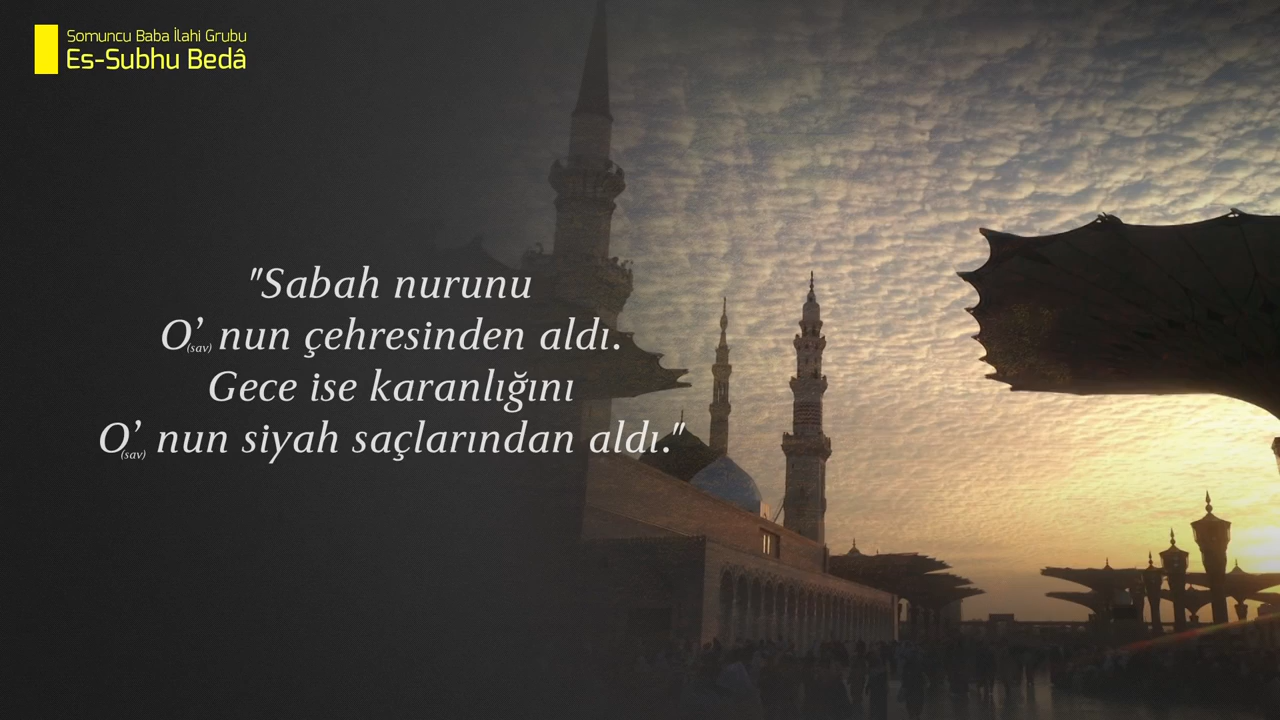 Somuncu Baba İlahi Grubu
Es-Subhu Bedâ
"Sabah nurunu
O'(sav) nun çehresinden aldı.
Gece ise karanlığını
O'(sav) nun siyah saçlarından aldı."